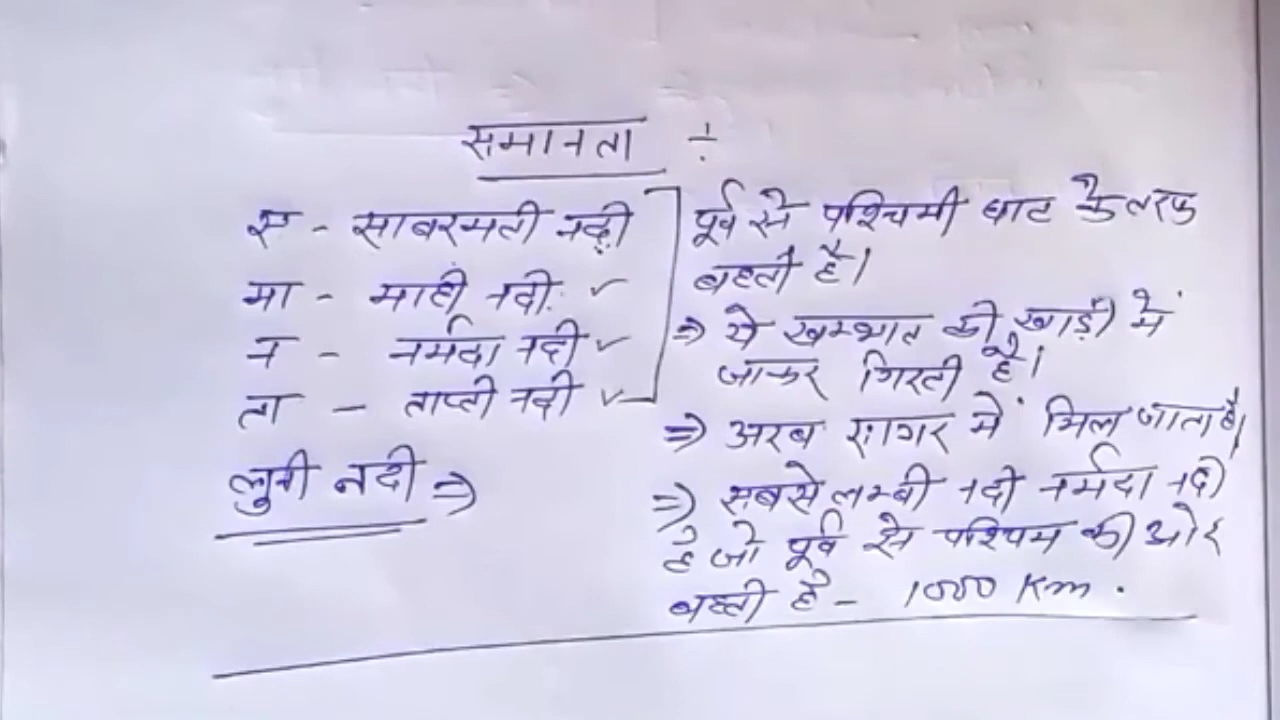 समानता ÷
स - साबरमती नदी
मा - माही नदी ✓
न - नर्मदा नदी ✓
ता - ताप्ती नदी ✓
पूर्व से पश्चिमी घाट के तरफ
बहती है।
⇒ ये खम्भात की खाड़ी में
जाकर गिरती है।
⇒ अरब सागर में मिल जाता है।
⇒ सबसे लम्बी नदी नर्मदा नदी
है जो पूर्व से पश्चिम की ओर
बहती है - 1000 Km.
लुनी नदी ⇒